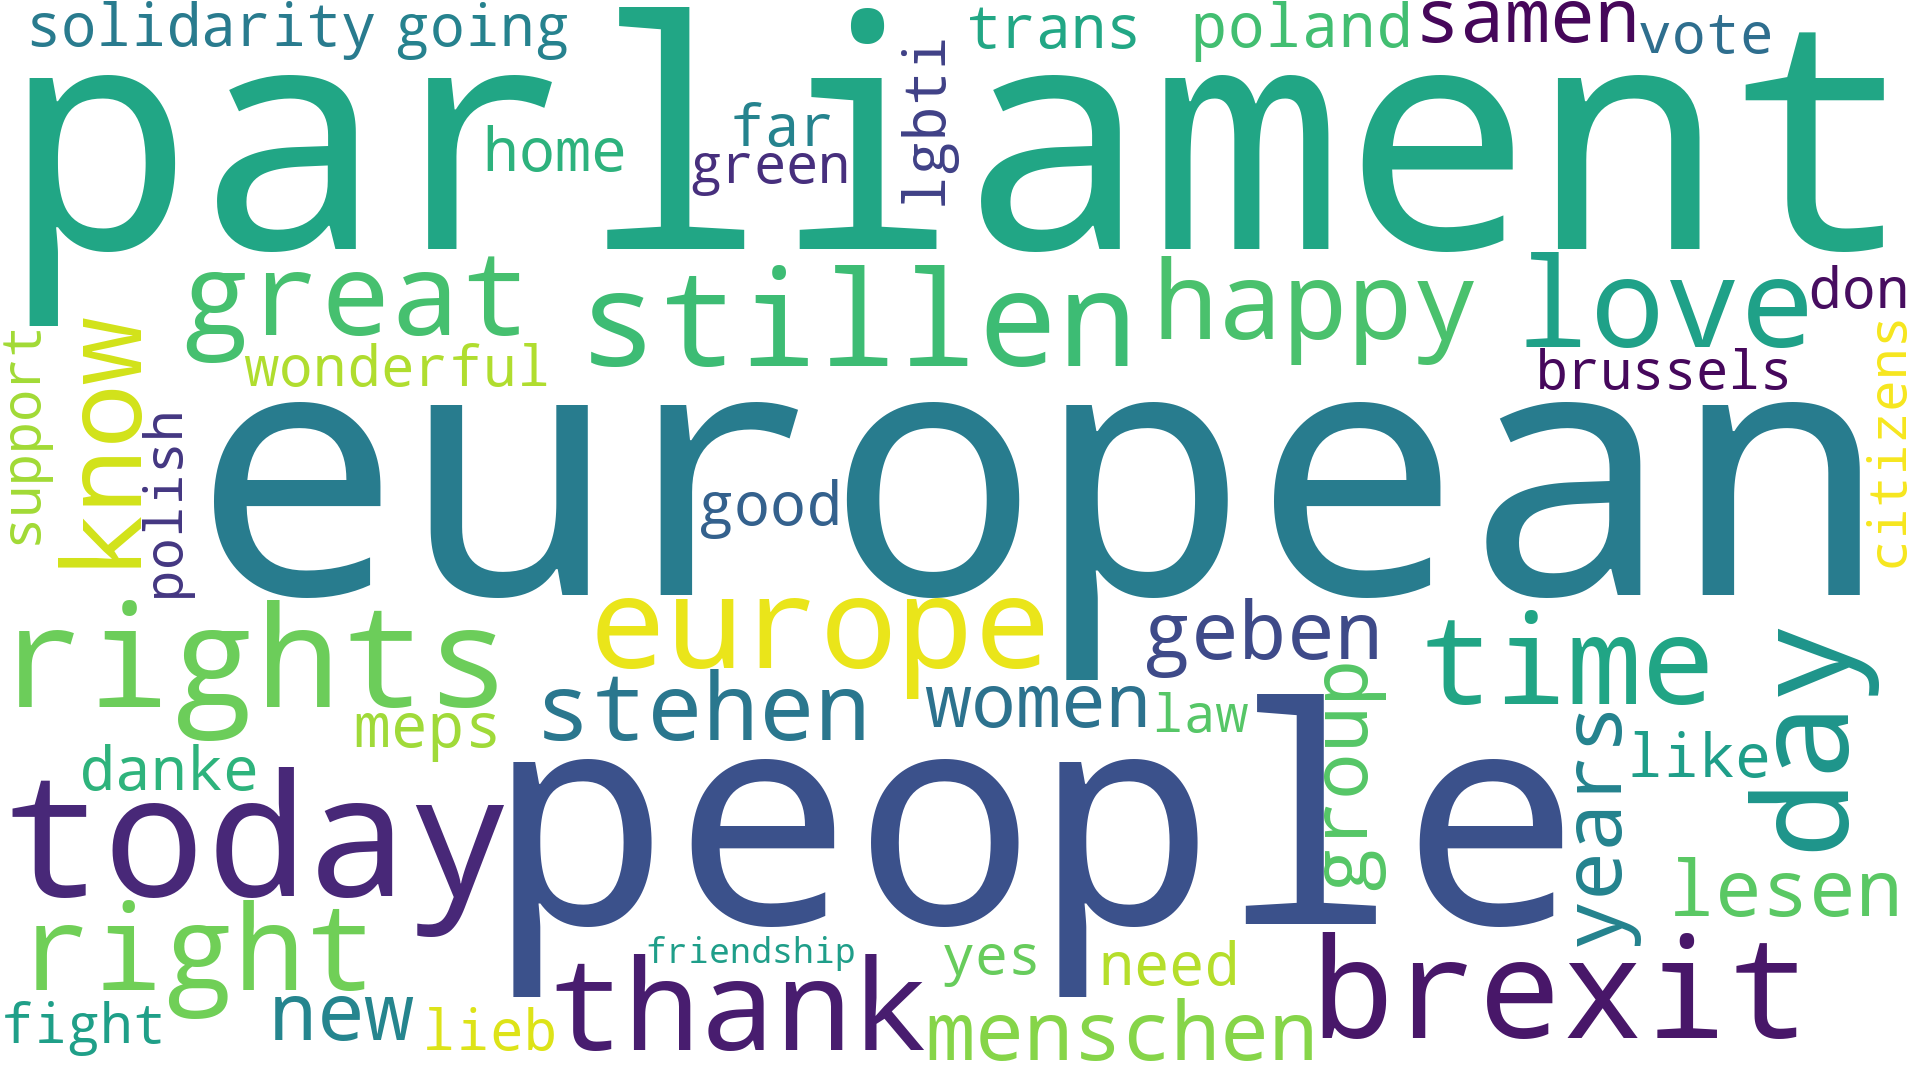 solidarity going trans poland samen vote
parliament
home far green lgbti
great stillen happy love don
wonderful brussels
support know polish citizens
european
good
rights europe geben time day
stehen women law group
meps years like
danke
today people lesen
right friendship yes need brexit
thank
fight new lieb menschen